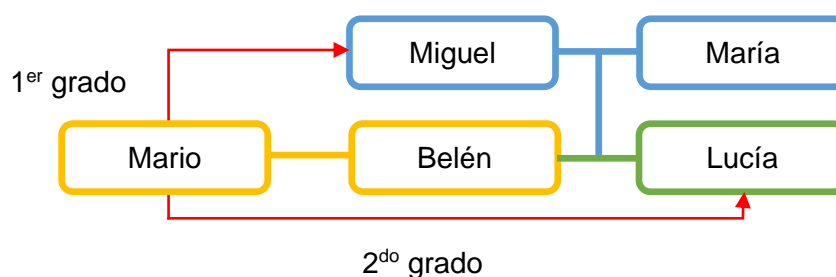 Miguel María
1er grado
Mario Belén Lucía
2do grado